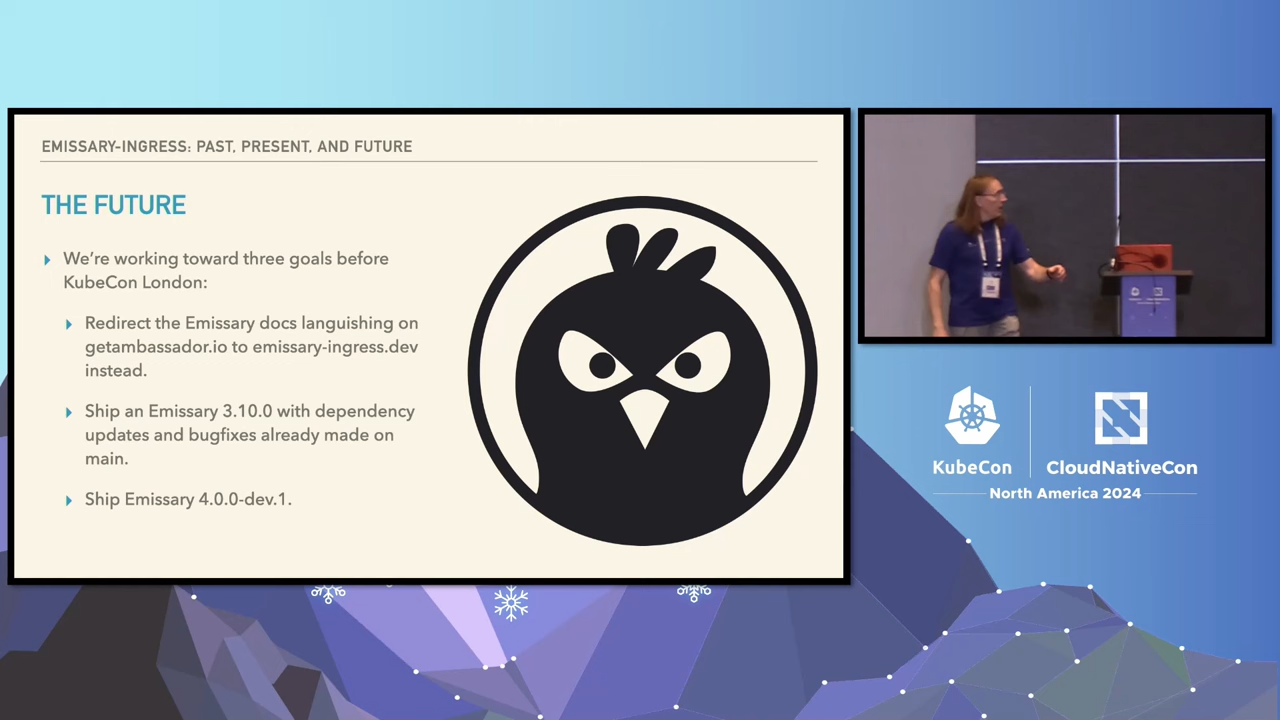 EMISSARY-INGRESS: PAST, PRESENT, AND FUTURE
THE FUTURE
We’re working toward three goals before
KubeCon London:
Redirect the Emissary docs languishing on
getambassador.io to emissary-ingress.dev
instead.
Ship an Emissary 3.10.0 with dependency
updates and bugfixes already made on
main.
Ship Emissary 4.0.0-dev.1.
KubeCon
CloudNativeCon
North America 2024